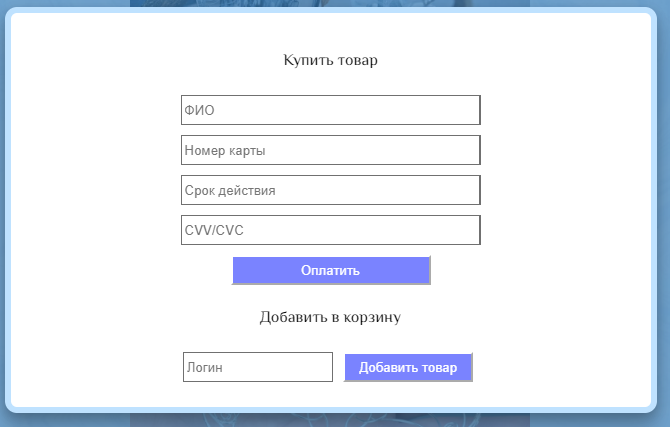 Купить товар
ФИО
Номер карты
Срок действия
CVV/CVC
Оплатить
Добавить в корзину
Логин
Добавить товар